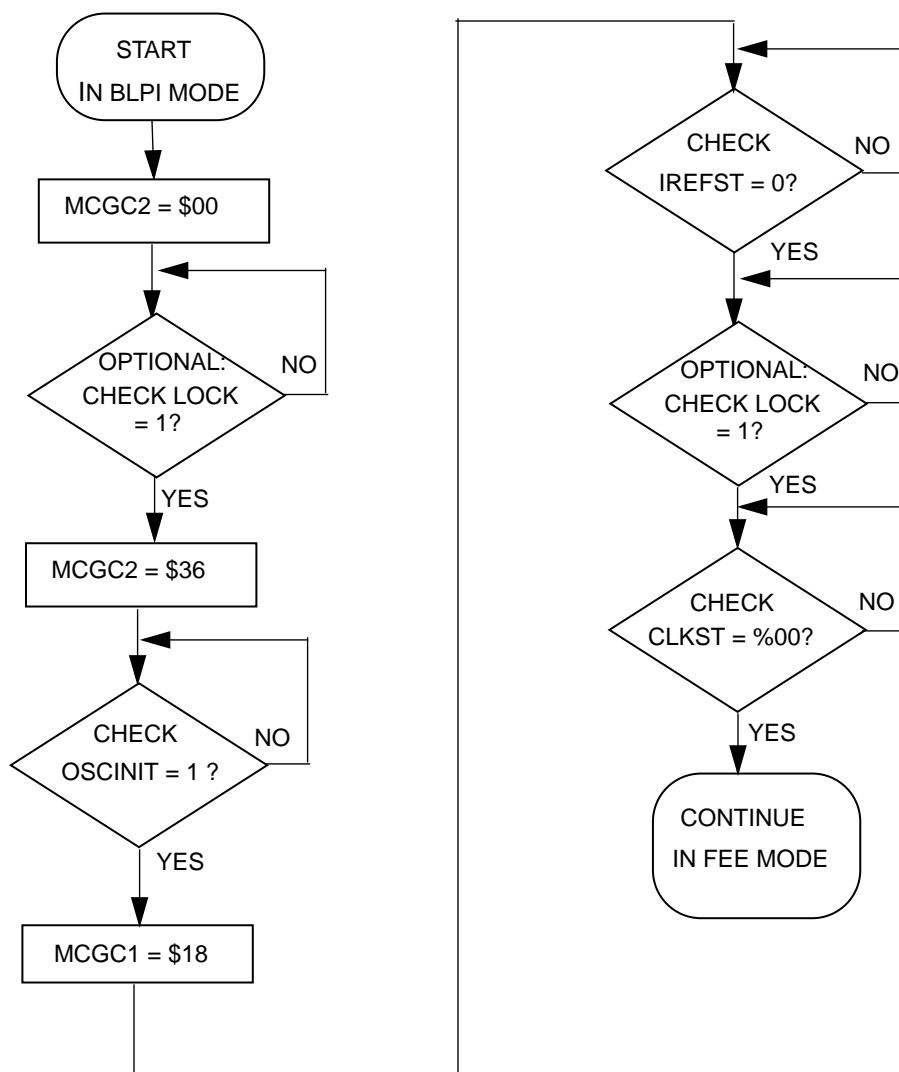 START
IN BLPI MODE
MCGC2 = $00
OPTIONAL:
CHECK LOCK
= 1?
NO
YES
MCGC2 = $36
CHECK
OSCINIT = 1 ?
NO
YES
MCGC1 = $18
CHECK
IREFST = 0?
NO
YES
OPTIONAL:
CHECK LOCK
= 1?
NO
YES
CHECK
CLKST = %00?
NO
YES
CONTINUE
IN FEE MODE